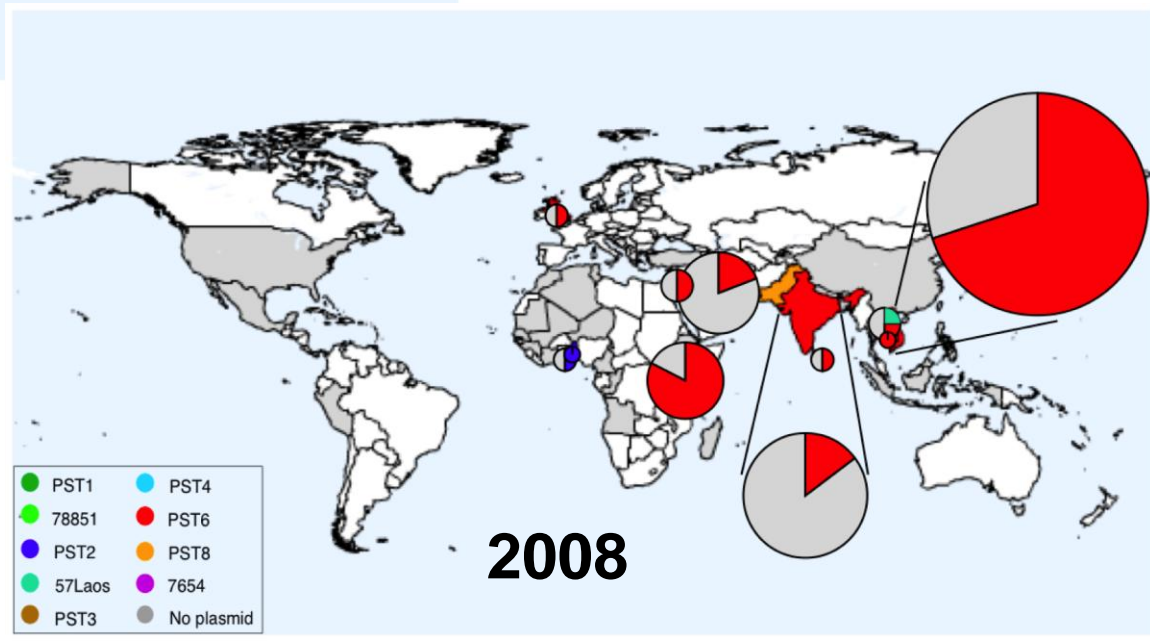 2008
PST1
PST4
78851
PST6
PST2
PST8
57Laos
7654
PST3
No plasmid